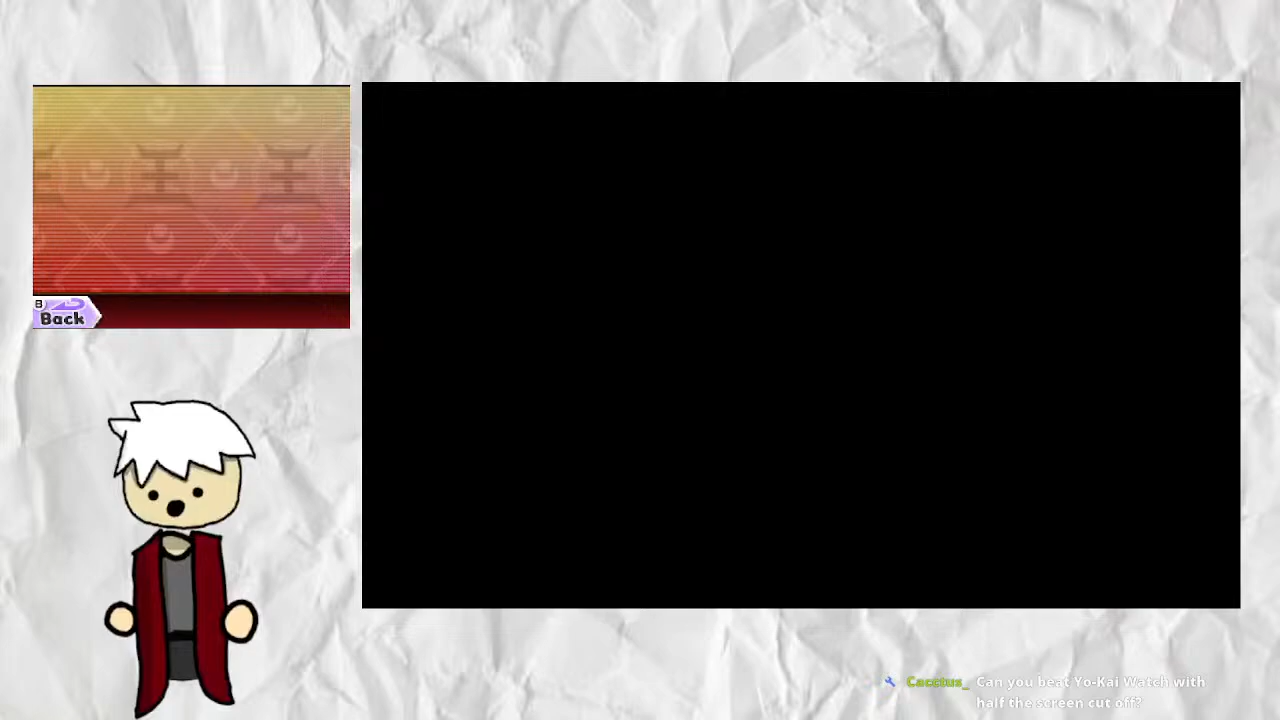 B
Back
Cacctus_ Can you beat Yo-Kai Watch with
half the screen cut off?